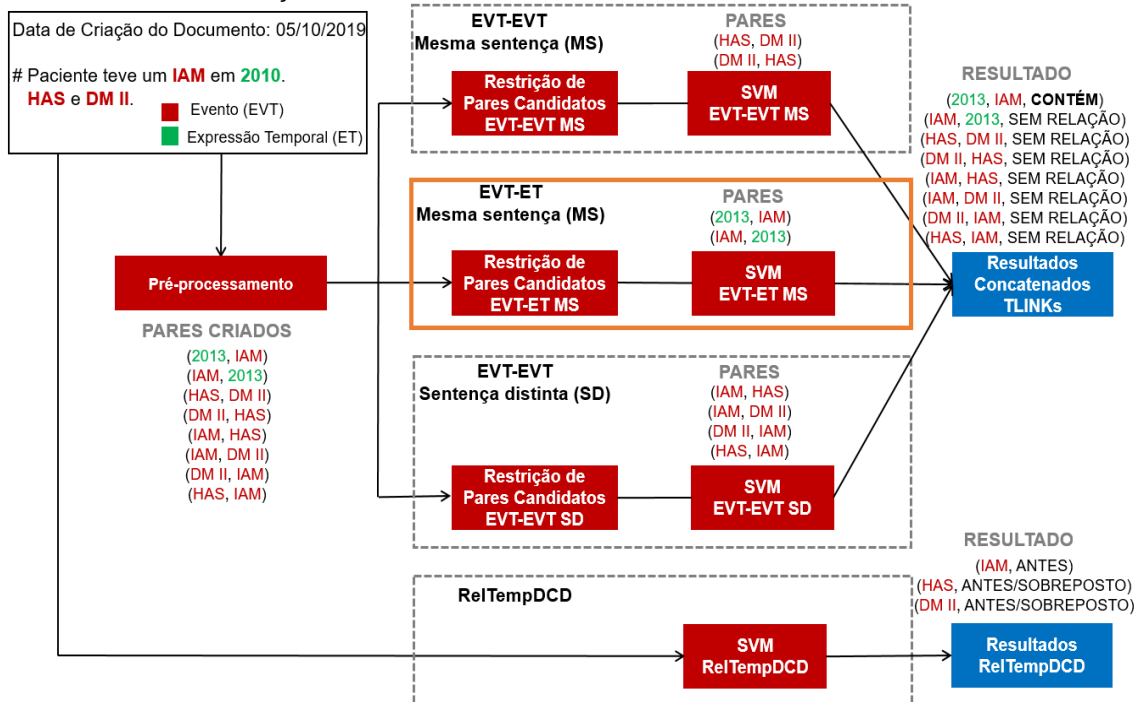 Data de Criação do Documento: 05/10/2019
# Paciente teve um IAM em 2010.
HAS e DM II.
Evento (EVT)
Expressão Temporal (ET)
Pré-processamento
PARES CRIADOS
(2013, IAM)
(IAM, 2013)
(HAS, DM II)
(DM II, HAS)
(IAM, HAS)
(IAM, DM II)
(DM II, IAM)
(HAS, IAM)
EVT-EVT
Mesma sentença (MS)
PARES
(HAS, DM II)
(DM II, HAS)
Restrição de
Pares Candidatos
EVT-EVT MS
SVM
EVT-EVT MS
EVT-ET
Mesma sentença (MS)
PARES
(2013, IAM)
(IAM, 2013)
Restrição de
Pares Candidatos
EVT-ET MS
SVM
EVT-ET MS
EVT-EVT
Sentença distinta (SD)
PARES
(IAM, HAS)
(IAM, DM II)
(DM II, IAM)
(HAS, IAM)
Restrição de
Pares Candidatos
EVT-EVT SD
SVM
EVT-EVT SD
RESULTADO
(2013, IAM, CONTÉM)
(IAM, 2013, SEM RELAÇÃO)
(HAS, DM II, SEM RELAÇÃO)
(DM II, HAS, SEM RELAÇÃO)
(IAM, HAS, SEM RELAÇÃO)
(IAM, DM II, SEM RELAÇÃO)
(DM II, IAM, SEM RELAÇÃO)
(HAS, IAM, SEM RELAÇÃO)
Resultados
Concatenados
TLINKs
RelTempDCD
SVM
RelTempDCD
RESULTADO
(IAM, ANTES)
(HAS, ANTES/SOBREPOSTO)
(DM II, ANTES/SOBREPOSTO)
Resultados
RelTempDCD